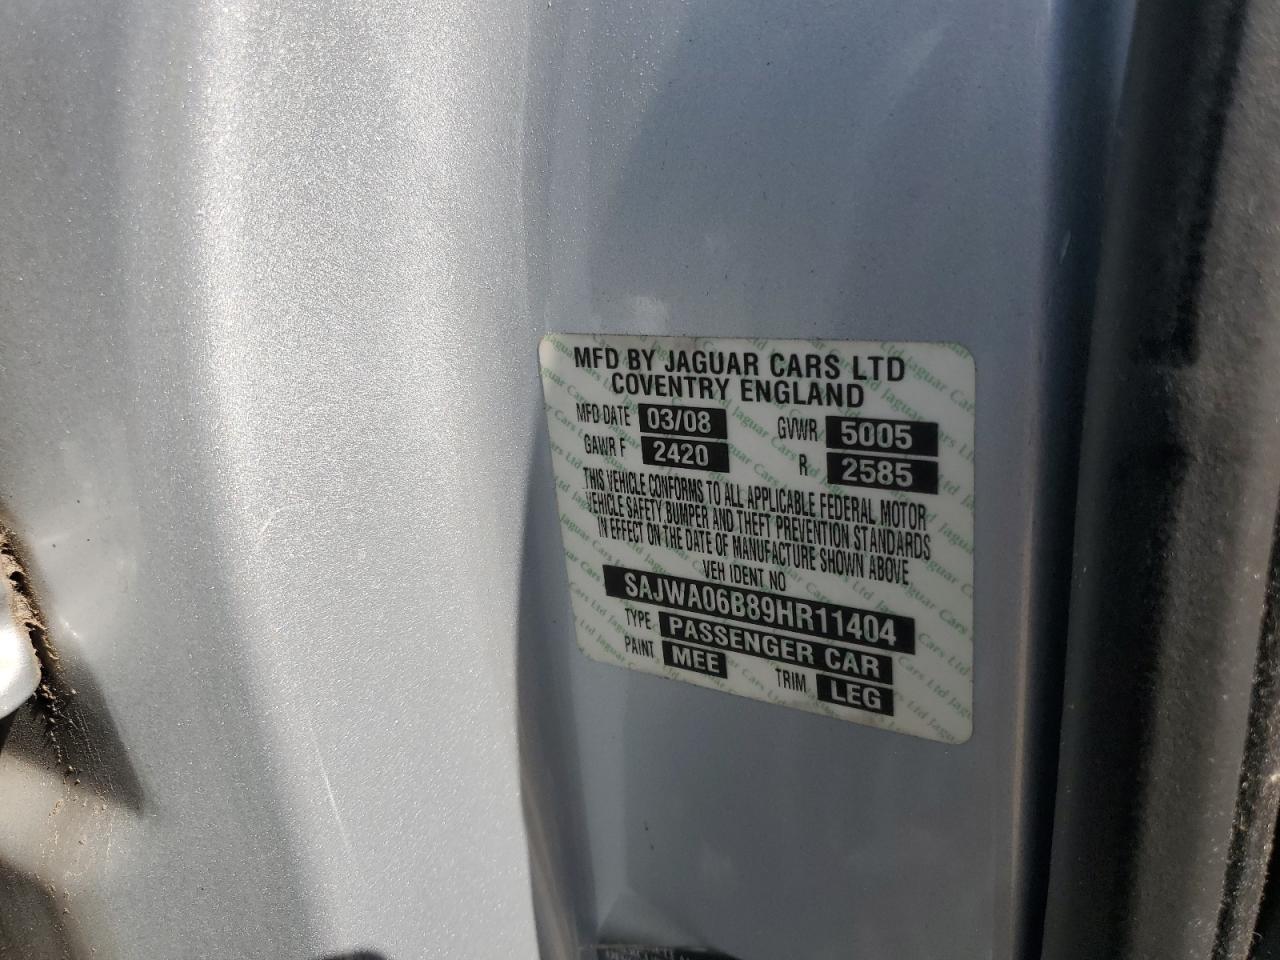 MFD BY JAGUAR CARS LTD
COVENTRY ENGLAND
MFD DATE 03/08 GVWR 5005
GAWR F 2420 R 2585
THIS VEHICLE CONFORMS TO ALL APPLICABLE FEDERAL MOTOR
VEHICLE SAFETY BUMPER AND THEFT PREVENTION STANDARDS
IN EFFECT ON THE DATE OF MANUFACTURE SHOWN ABOVE
VEH IDENT NO
SAJWA06B89HR11404
TYPE PASSENGER CAR
PAINT MEE TRIM LEG